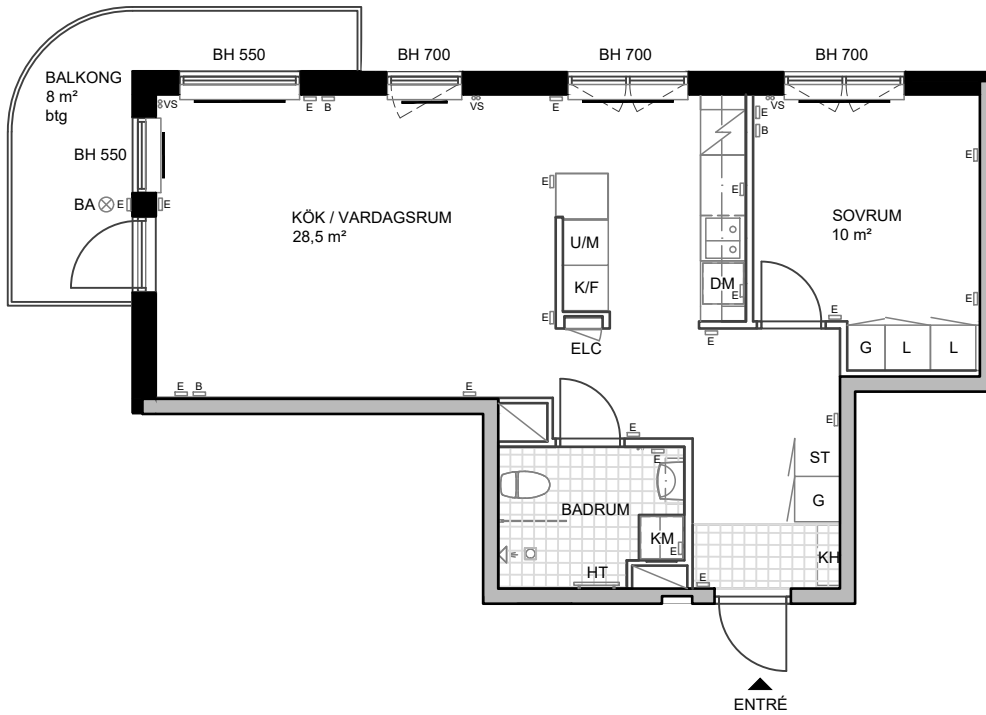 BH 550
BH 700
BH 700
BH 700
BALKONG
8 m²
btg
VS
E
B
VS
E
VS
E
B
BH 550
E
E
E
BA
E
E
KÖK / VARDAGSRUM
28,5 m²
SOVRUM
10 m²
U/M
K/F
DM
E
E
E
E
E
ELC
G
L
L
E
B
E
E
E
E
ST
G
BADRUM
KM
E
KH
HT
E
ENTRÉ